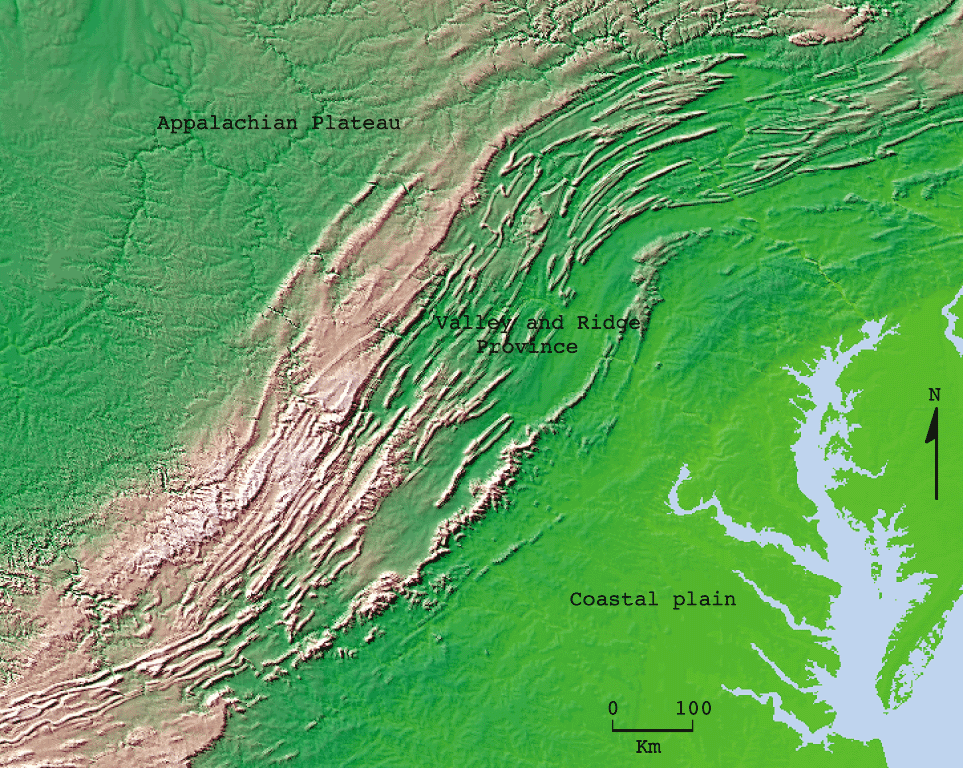 Appalachian Plateau
Valley and Ridge
Province
N
Coastal plain
0 100
Km